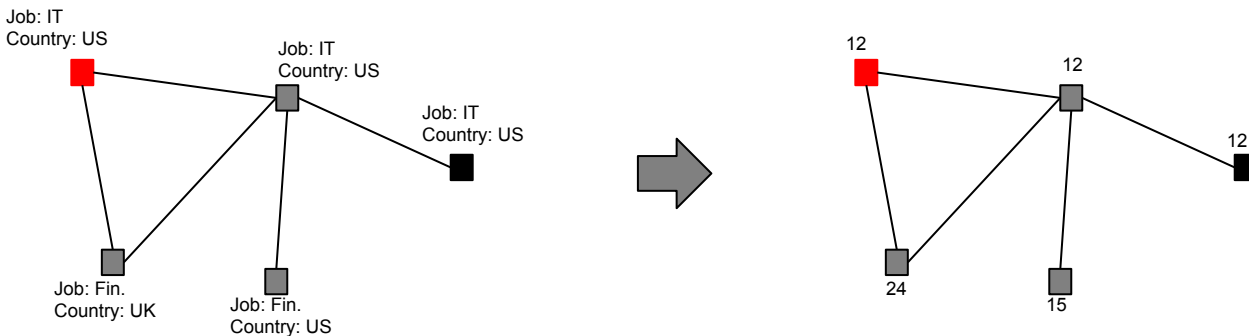 Job: IT
Country: US
Job: IT
Country: US
Job: IT
Country: US
Job: Fin.
Country: UK
Job: Fin.
Country: US
12
12
12
24
15